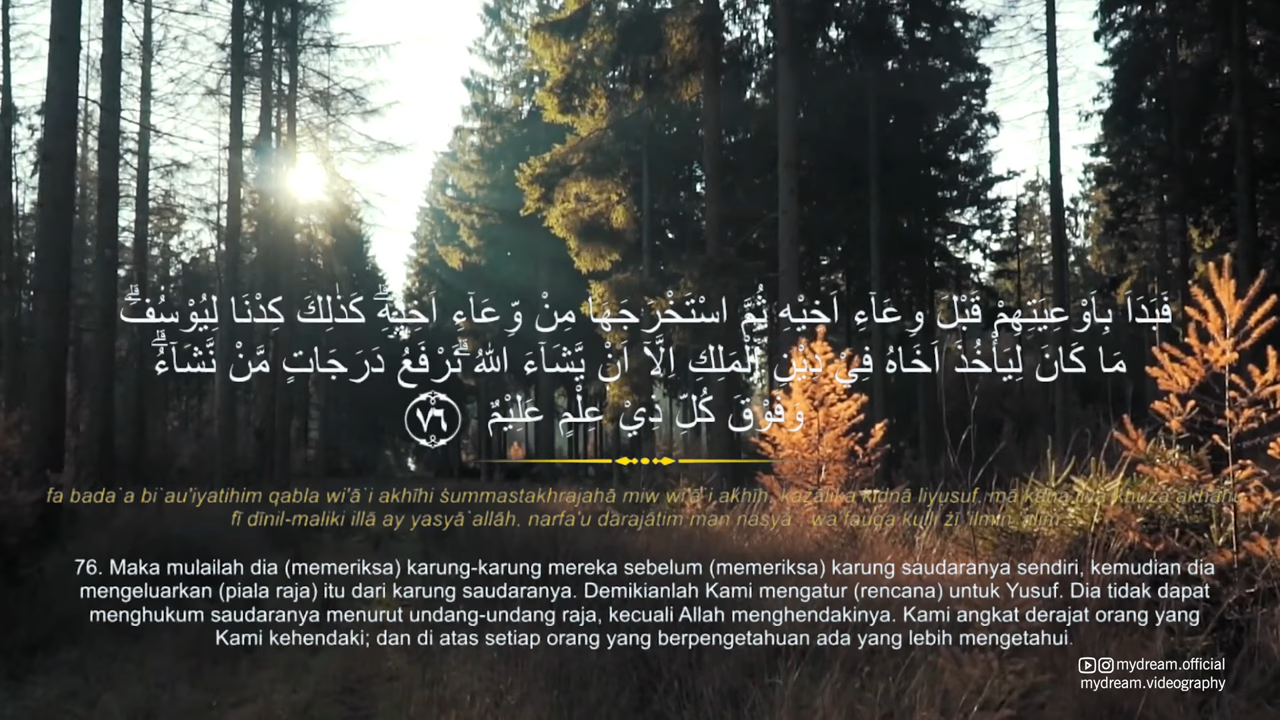 فَبَدَاَ بِاَوْعِيَتِهِمْ قَبْلَ وِعَاۤءِ اَخِيْهِ ثُمَّ اسْتَخْرَجَهَا مِنْ وِّعَاۤءِ اَخِيْهِۗ كَذٰلِكَ كِدْنَا لِيُوْسُفَۗ
مَا كَانَ لِيَأْخُذَ اَخَاهُ فِيْ دِيْنِ الْمَلِكِ اِلَّآ اَنْ يَّشَاۤءَ اللهُ ۗنَرْفَعُ دَرَجَاتٍ مَّنْ نَّشَاۤءُۗ
وَفَوْقَ كُلِّ ذِيْ عِلْمٍ عَلِيْمٌ ٧٦
fa bada`a bi`au'iyatihim qabla wi'ā`i akhīhi ṡummastakhrajahā miw wi'ā`i akhīh, każālika kidnā liyusuf, mā kāna liya`khuża akhāhu
fī dīnil-maliki illā ay yasyā`allāh, narfa'u darajātim man nasyā`, wa fauqa kulli żī 'ilmin 'alīm
76. Maka mulailah dia (memeriksa) karung-karung mereka sebelum (memeriksa) karung saudaranya sendiri, kemudian dia
mengeluarkan (piala raja) itu dari karung saudaranya. Demikianlah Kami mengatur (rencana) untuk Yusuf. Dia tidak dapat
menghukum saudaranya menurut undang-undang raja, kecuali Allah menghendakinya. Kami angkat derajat orang yang
Kami kehendaki; dan di atas setiap orang yang berpengetahuan ada yang lebih mengetahui.
mydream.official
mydream.videography